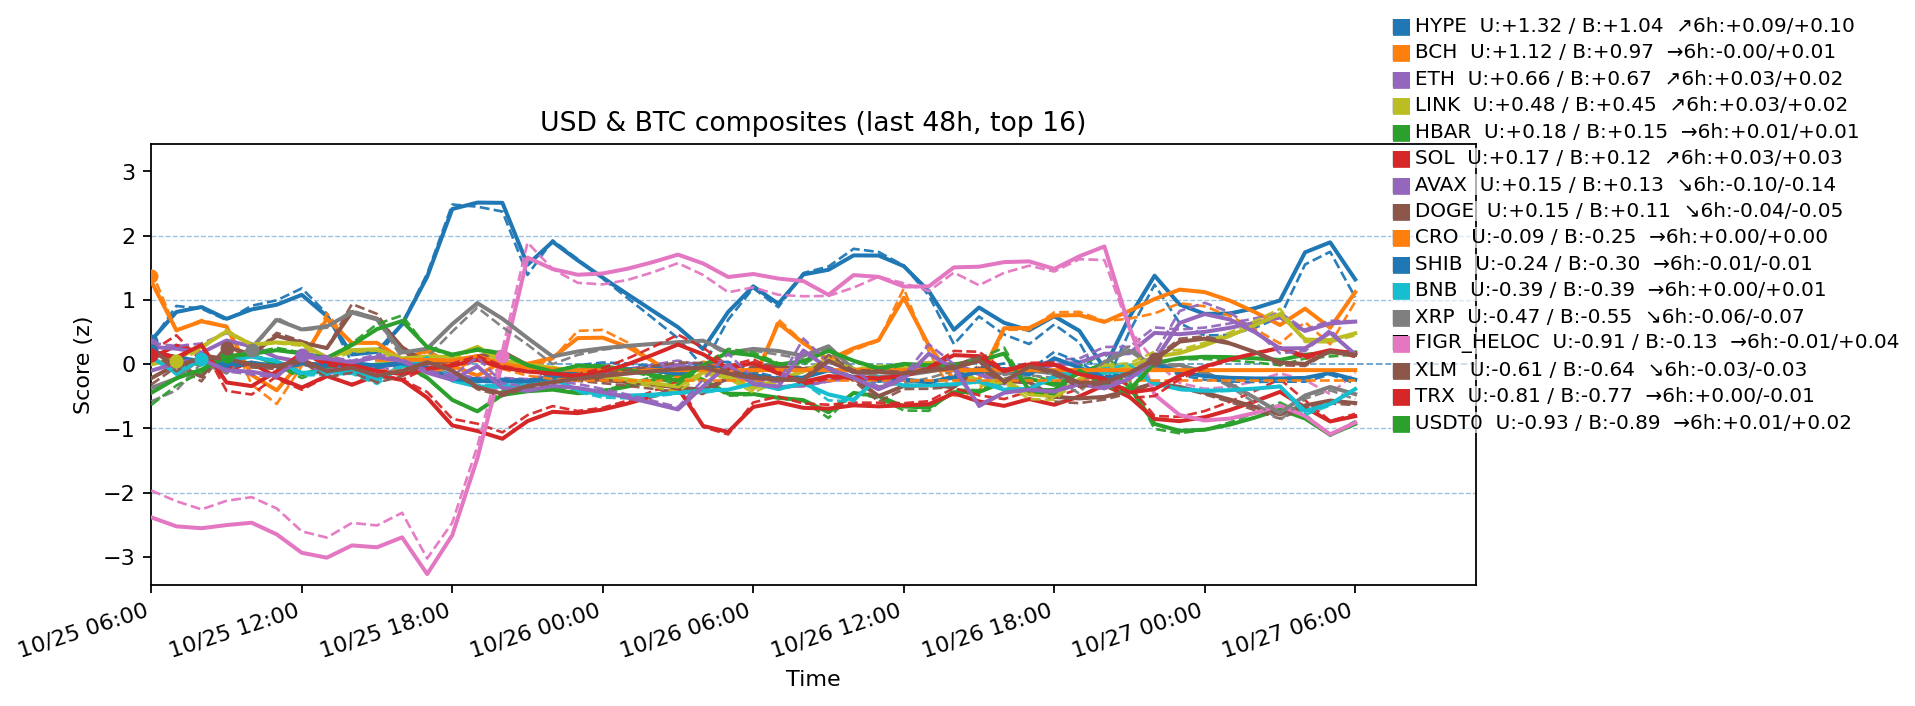 HYPE  U:+1.32 / B:+1.04  ↗6h:+0.09/+0.10
BCH  U:+1.12 / B:+0.97  →6h:-0.00/+0.01
ETH  U:+0.66 / B:+0.67  ↗6h:+0.03/+0.02
LINK  U:+0.48 / B:+0.45  ↗6h:+0.03/+0.02
HBAR  U:+0.18 / B:+0.15  →6h:+0.01/+0.01
SOL  U:+0.17 / B:+0.12  ↗6h:+0.03/+0.03
AVAX  U:+0.15 / B:+0.13  ↘6h:-0.10/-0.14
DOGE  U:+0.15 / B:+0.11  ↘6h:-0.04/-0.05
CRO  U:-0.09 / B:-0.25  →6h:+0.00/+0.00
SHIB  U:-0.24 / B:-0.30  →6h:-0.01/-0.01
BNB  U:-0.39 / B:-0.39  →6h:+0.00/+0.01
XRP  U:-0.47 / B:-0.55  ↘6h:-0.06/-0.07
FIGR_HELOC  U:-0.91 / B:-0.13  →6h:-0.01/+0.04
XLM  U:-0.61 / B:-0.64  ↘6h:-0.03/-0.03
TRX  U:-0.81 / B:-0.77  →6h:+0.00/-0.01
USDT0  U:-0.93 / B:-0.89  →6h:+0.01/+0.02
USD & BTC composites (last 48h, top 16)
Score (z)
3
2
1
0
−1
−2
−3
10/25 06:00
10/25 12:00
10/25 18:00
10/26 00:00
10/26 06:00
10/26 12:00
10/26 18:00
10/27 00:00
10/27 06:00
Time